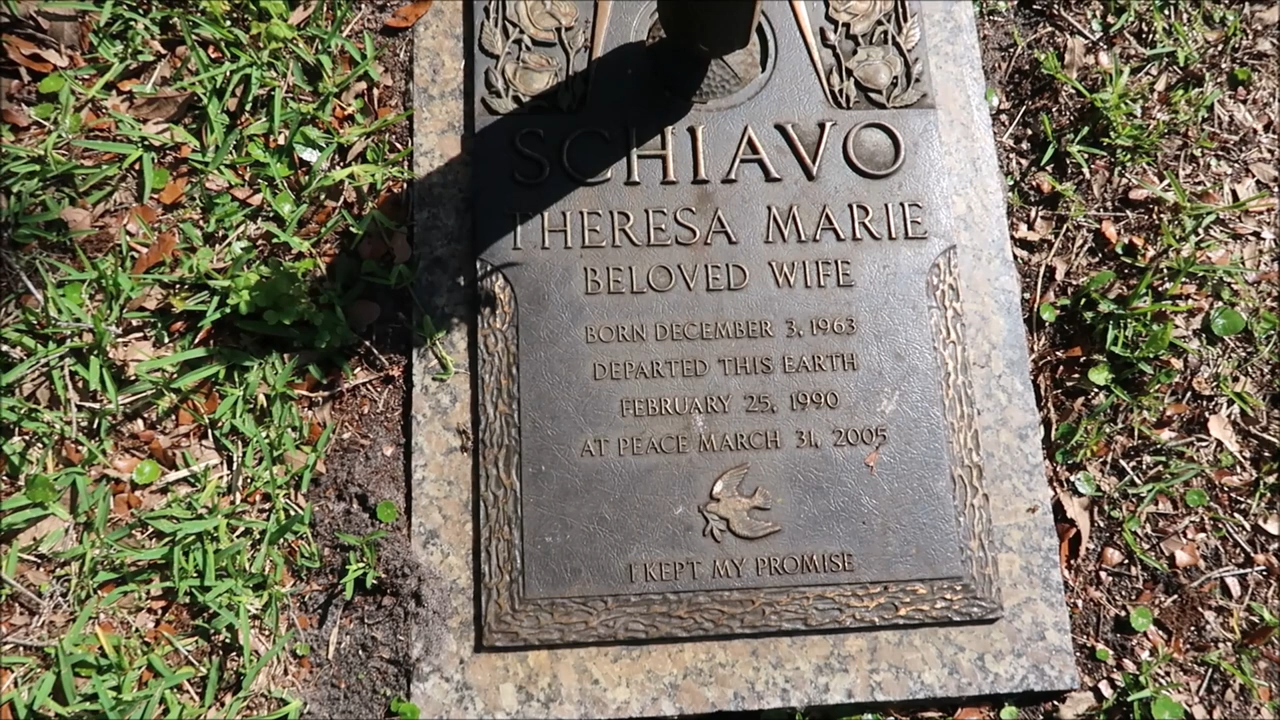 SCHIAVO
THERESA MARIE
BELOVED WIFE
BORN DECEMBER 3, 1963
DEPARTED THIS EARTH
FEBRUARY 25, 1990
AT PEACE MARCH 31, 2005
I KEPT MY PROMISE